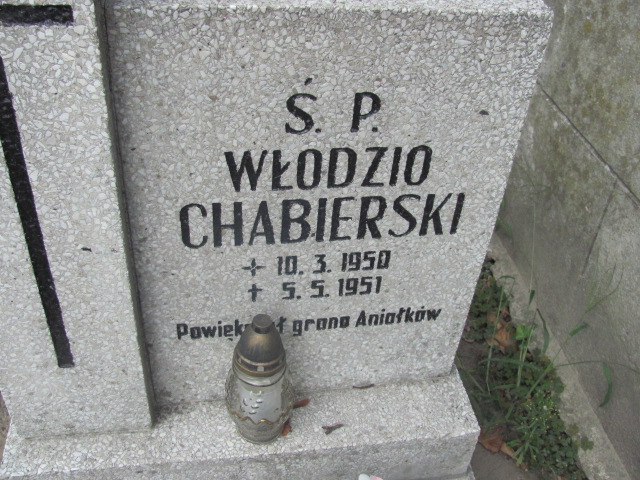 Ś. P.
WŁODZIO
CHABIERSKI
+ 10. 3. 1950
+ 5. 5. 1951
grono Aniołków